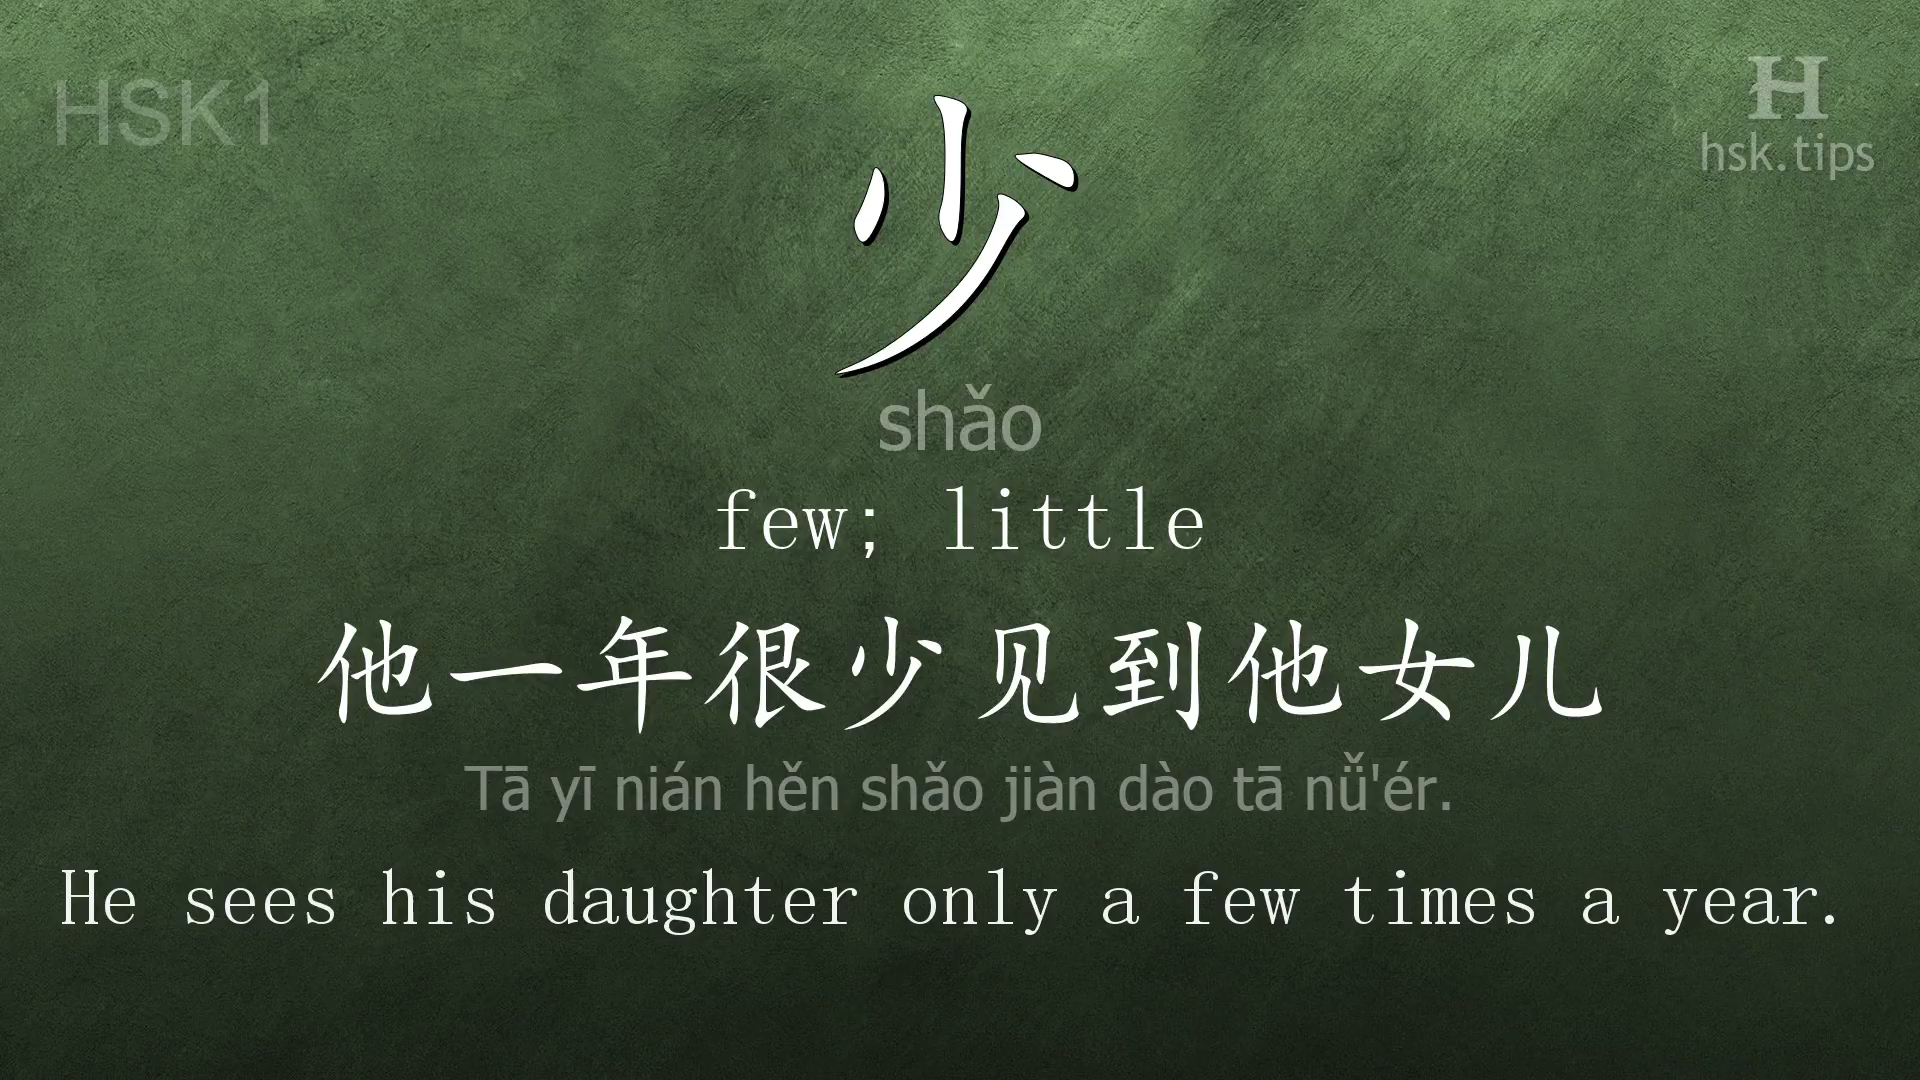 HSK1
H
hsk.tips
少
shǎo
few; little
他一年很少见到他女儿
Tā yī nián hěn shǎo jiàn dào tā nǚ'ér.
He sees his daughter only a few times a year.